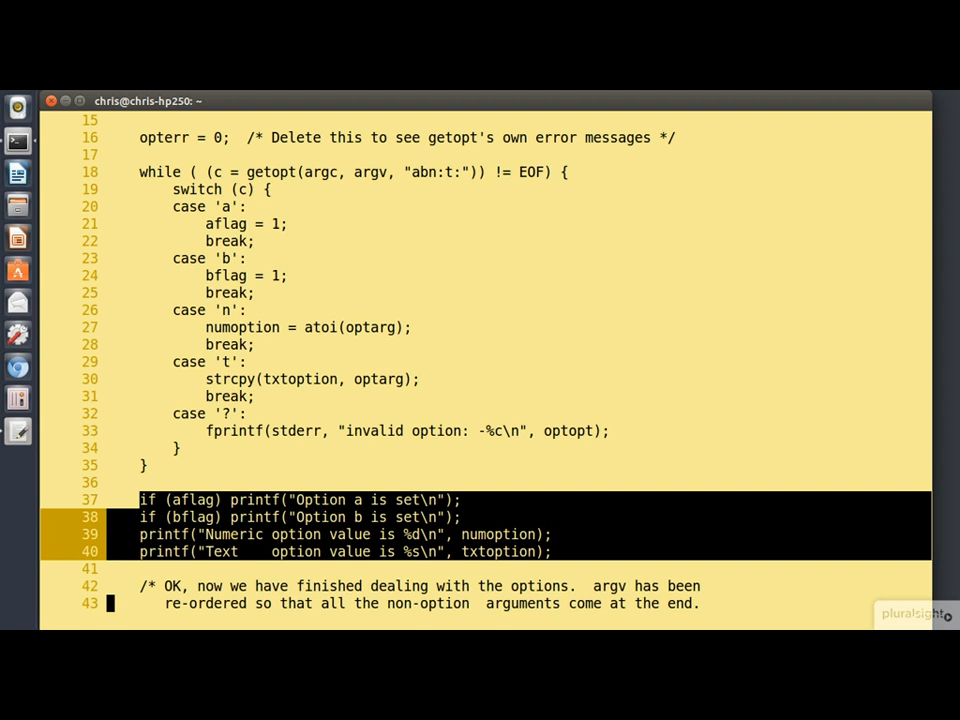 chris@chris-hp250: ~
15
16 opterr = 0;  /* Delete this to see getopt's own error messages */
17
18 while ( (c = getopt(argc, argv, "abn:t:")) != EOF) {
19 switch (c) {
20 case 'a':
21 aflag = 1;
22 break;
23 case 'b':
24 bflag = 1;
25 break;
26 case 'n':
27 numoption = atoi(optarg);
28 break;
29 case 't':
30 strcpy(txtoption, optarg);
31 break;
32 case '?':
33 fprintf(stderr, "invalid option: -%c\n", optopt);
34 }
35 }
36
37 if (aflag) printf("Option a is set\n");
38 if (bflag) printf("Option b is set\n");
39 printf("Numeric option value is %d\n", numoption);
40 printf("Text    option value is %s\n", txtoption);
41
42 /* OK, now we have finished dealing with the options.  argv has been
43 re-ordered so that all the non-option  arguments come at the end.
pluralsight